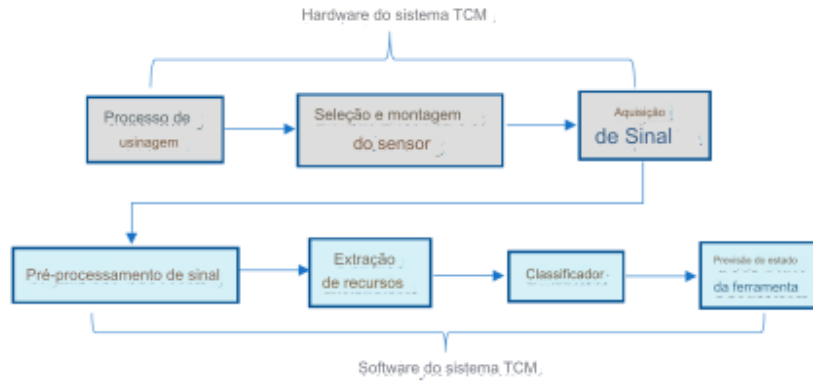 Hardware do sistema TCM
Processo de
usinagem
Seleção e montagem
do sensor
Aquisição
de Sinal
Pré-processamento de sinal
Extração
de recursos
Classificador
Previsão do estado
da ferramenta
Software do sistema TCM